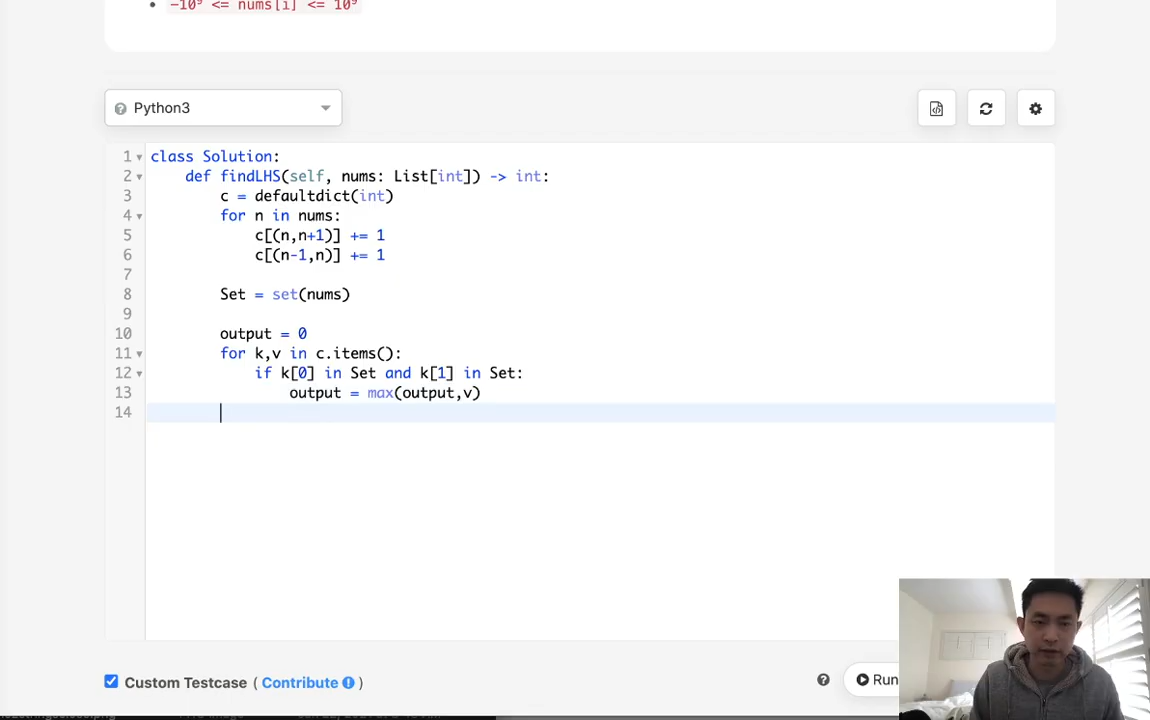 -10⁹ <= nums[i] <= 10⁹
Python3
1 class Solution:
2     def findLHS(self, nums: List[int]) -> int:
3         c = defaultdict(int)
4         for n in nums:
5             c[(n,n+1)] += 1
6             c[(n-1,n)] += 1
7
8         Set = set(nums)
9
10         output = 0
11         for k,v in c.items():
12             if k[0] in Set and k[1] in Set:
13                 output = max(output,v)
14
Custom Testcase ( Contribute )
Run